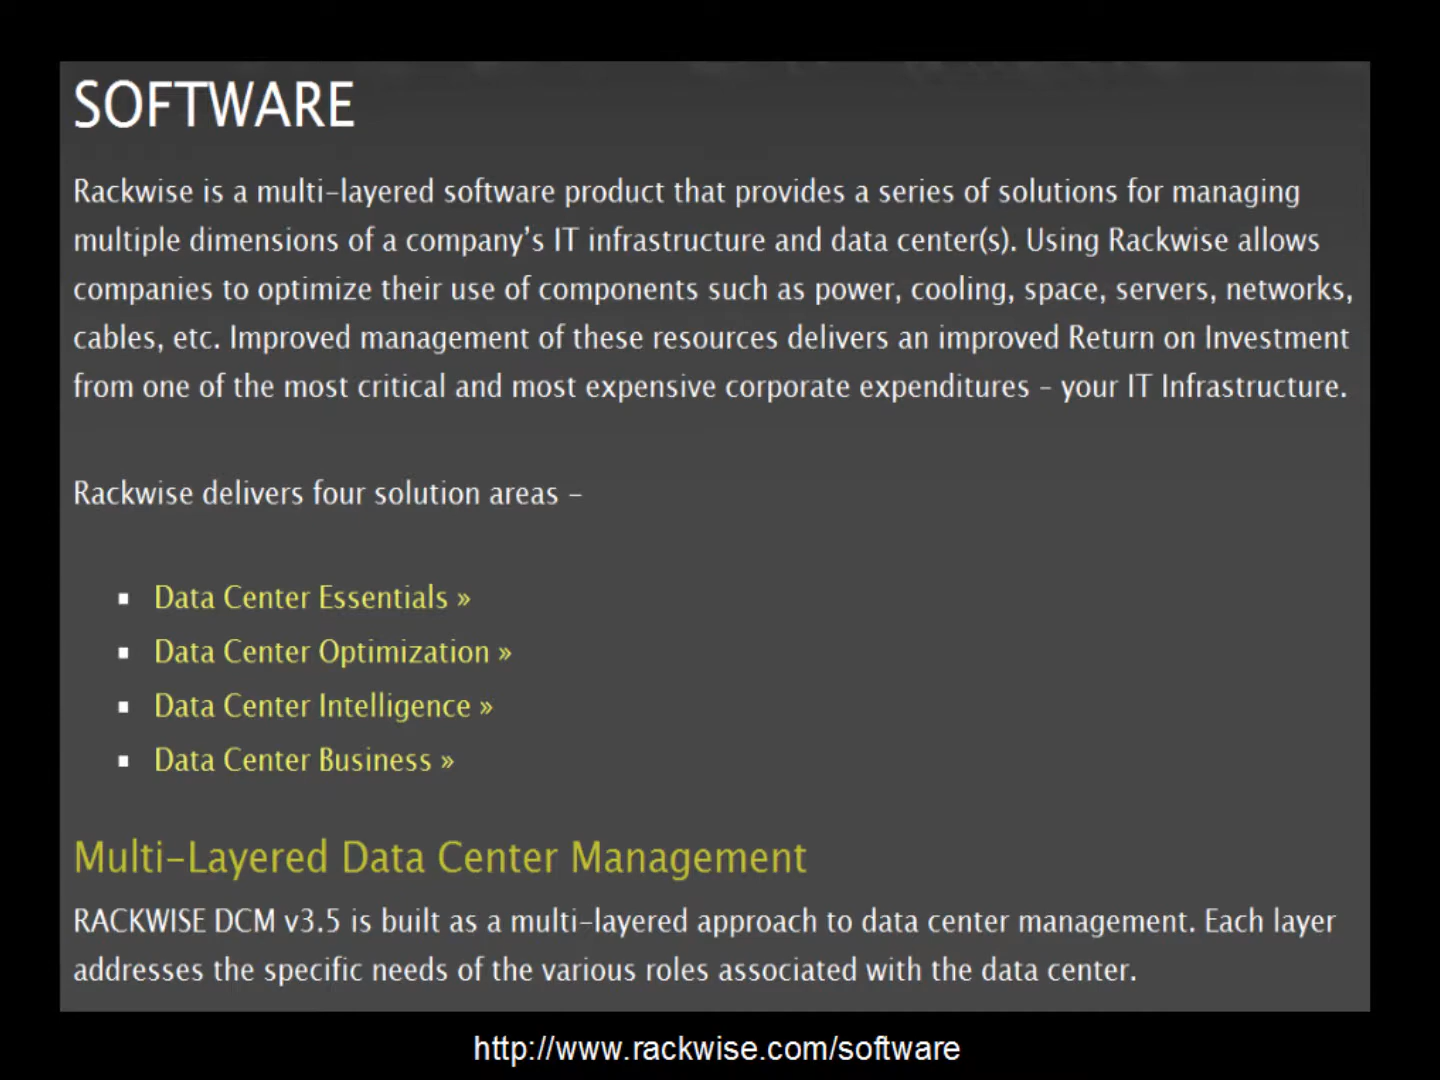 SOFTWARE
Rackwise is a multi-layered software product that provides a series of solutions for managing
multiple dimensions of a company's IT infrastructure and data center(s). Using Rackwise allows
companies to optimize their use of components such as power, cooling, space, servers, networks,
cables, etc. Improved management of these resources delivers an improved Return on Investment
from one of the most critical and most expensive corporate expenditures – your IT Infrastructure.
Rackwise delivers four solution areas –
▪ Data Center Essentials »
▪ Data Center Optimization »
▪ Data Center Intelligence »
▪ Data Center Business »
Multi-Layered Data Center Management
RACKWISE DCM v3.5 is built as a multi-layered approach to data center management. Each layer
addresses the specific needs of the various roles associated with the data center.
http://www.rackwise.com/software